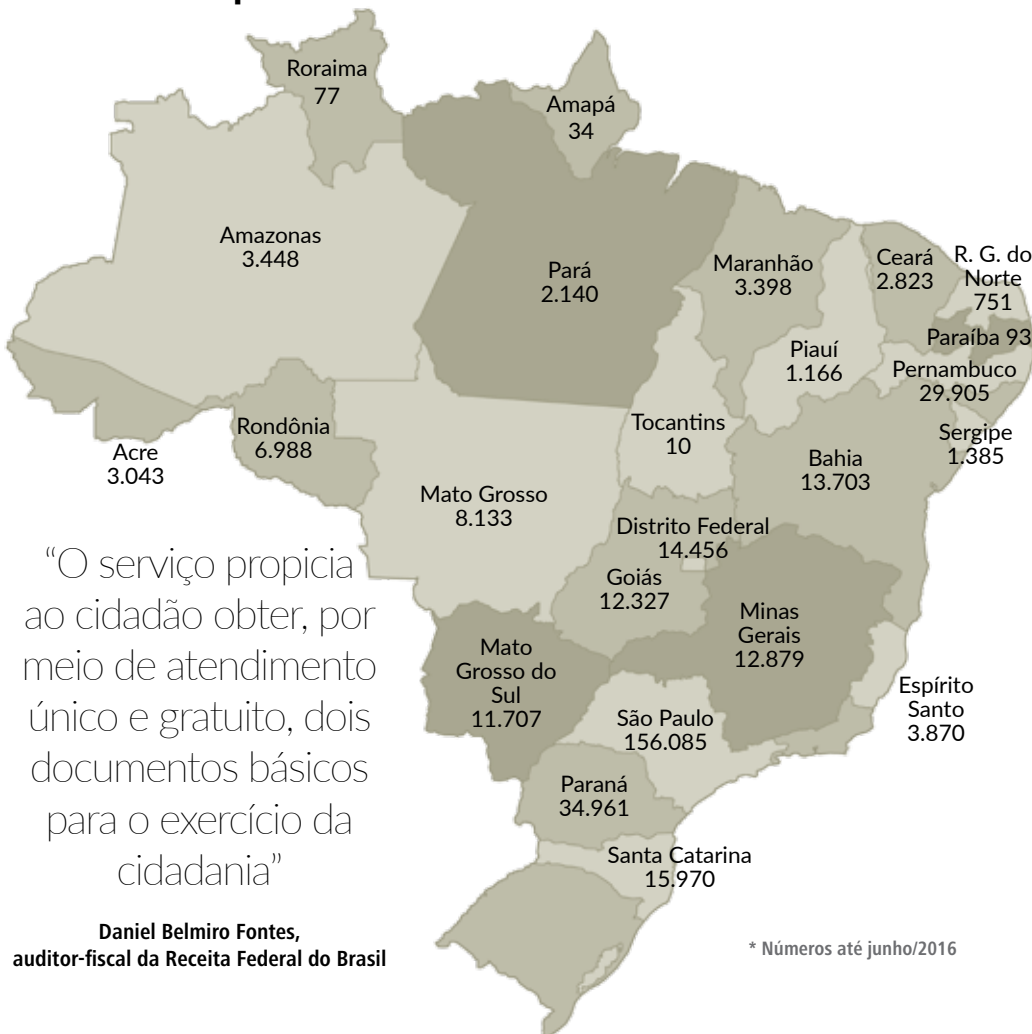 Roraima
77
Amapá
34
Amazonas
3.448
Pará
2.140
Maranhão
3.398
Ceará
2.823
R. G. do
Norte
751
Paraíba 93
Piauí
1.166
Pernambuco
29.905
Tocantins
10
Sergipe
1.385
Bahia
13.703
Acre
3.043
Rondônia
6.988
Mato Grosso
8.133
Distrito Federal
14.456
Goiás
12.327
Minas
Gerais
12.879
Mato
Grosso do
Sul
11.707
São Paulo
156.085
Espírito
Santo
3.870
Paraná
34.961
Santa Catarina
15.970
“O serviço propicia
ao cidadão obter, por
meio de atendimento
único e gratuito, dois
documentos básicos
para o exercício da
cidadania”
Daniel Belmiro Fontes,
auditor-fiscal da Receita Federal do Brasil
* Números até junho/2016